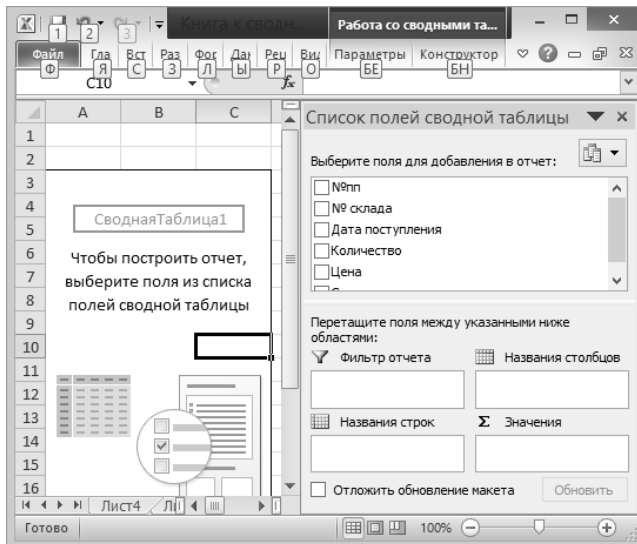 Книга к сводн...
Работа со сводными та...
1 2 3
Файл Гла Вст Раз Фог Дан Рец Вид Параметры Конструктор
Ф Я С З Л Ы Р О БЕ БН
C10 fx
A B C
Список полей сводной таблицы
Выберите поля для добавления в отчет:
№пп
№ склада
Дата поступления
Количество
Цена
1
2
3
4
5
6
7
8
9
10
11
12
13
14
15
16
СводнаяТаблица1
Чтобы построить отчет,
выберите поля из списка
полей сводной таблицы
Перетащите поля между указанными ниже
областями:
Фильтр отчета
Названия столбцов
Названия строк
Σ Значения
Отложить обновление макета
Обновить
Лист4
Готово
100%